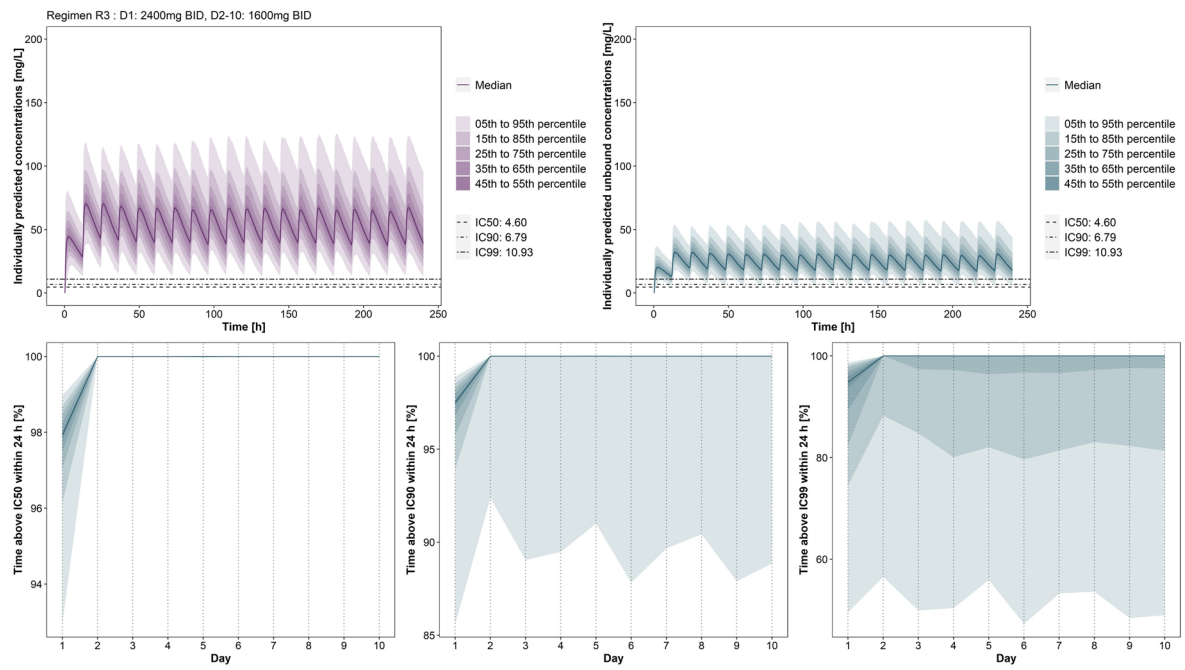 Regimen R3 : D1: 2400mg BID, D2-10: 1600mg BID
Individually predicted concentrations [mg/L]
200
150
100
50
0
0 50 100 150 200 250
Time [h]
Median
05th to 95th percentile
15th to 85th percentile
25th to 75th percentile
35th to 65th percentile
45th to 55th percentile
IC50: 4.60
IC90: 6.79
IC99: 10.93
Individually predicted unbound concentrations [mg/L]
200
150
100
50
0
0 50 100 150 200 250
Time [h]
Median
05th to 95th percentile
15th to 85th percentile
25th to 75th percentile
35th to 65th percentile
45th to 55th percentile
IC50: 4.60
IC90: 6.79
IC99: 10.93
Time above IC50 within 24 h [%]
100
98
96
94
1 2 3 4 5 6 7 8 9 10
Day
Time above IC90 within 24 h [%]
100
95
90
85
1 2 3 4 5 6 7 8 9 10
Day
Time above IC99 within 24 h [%]
100
80
60
1 2 3 4 5 6 7 8 9 10
Day